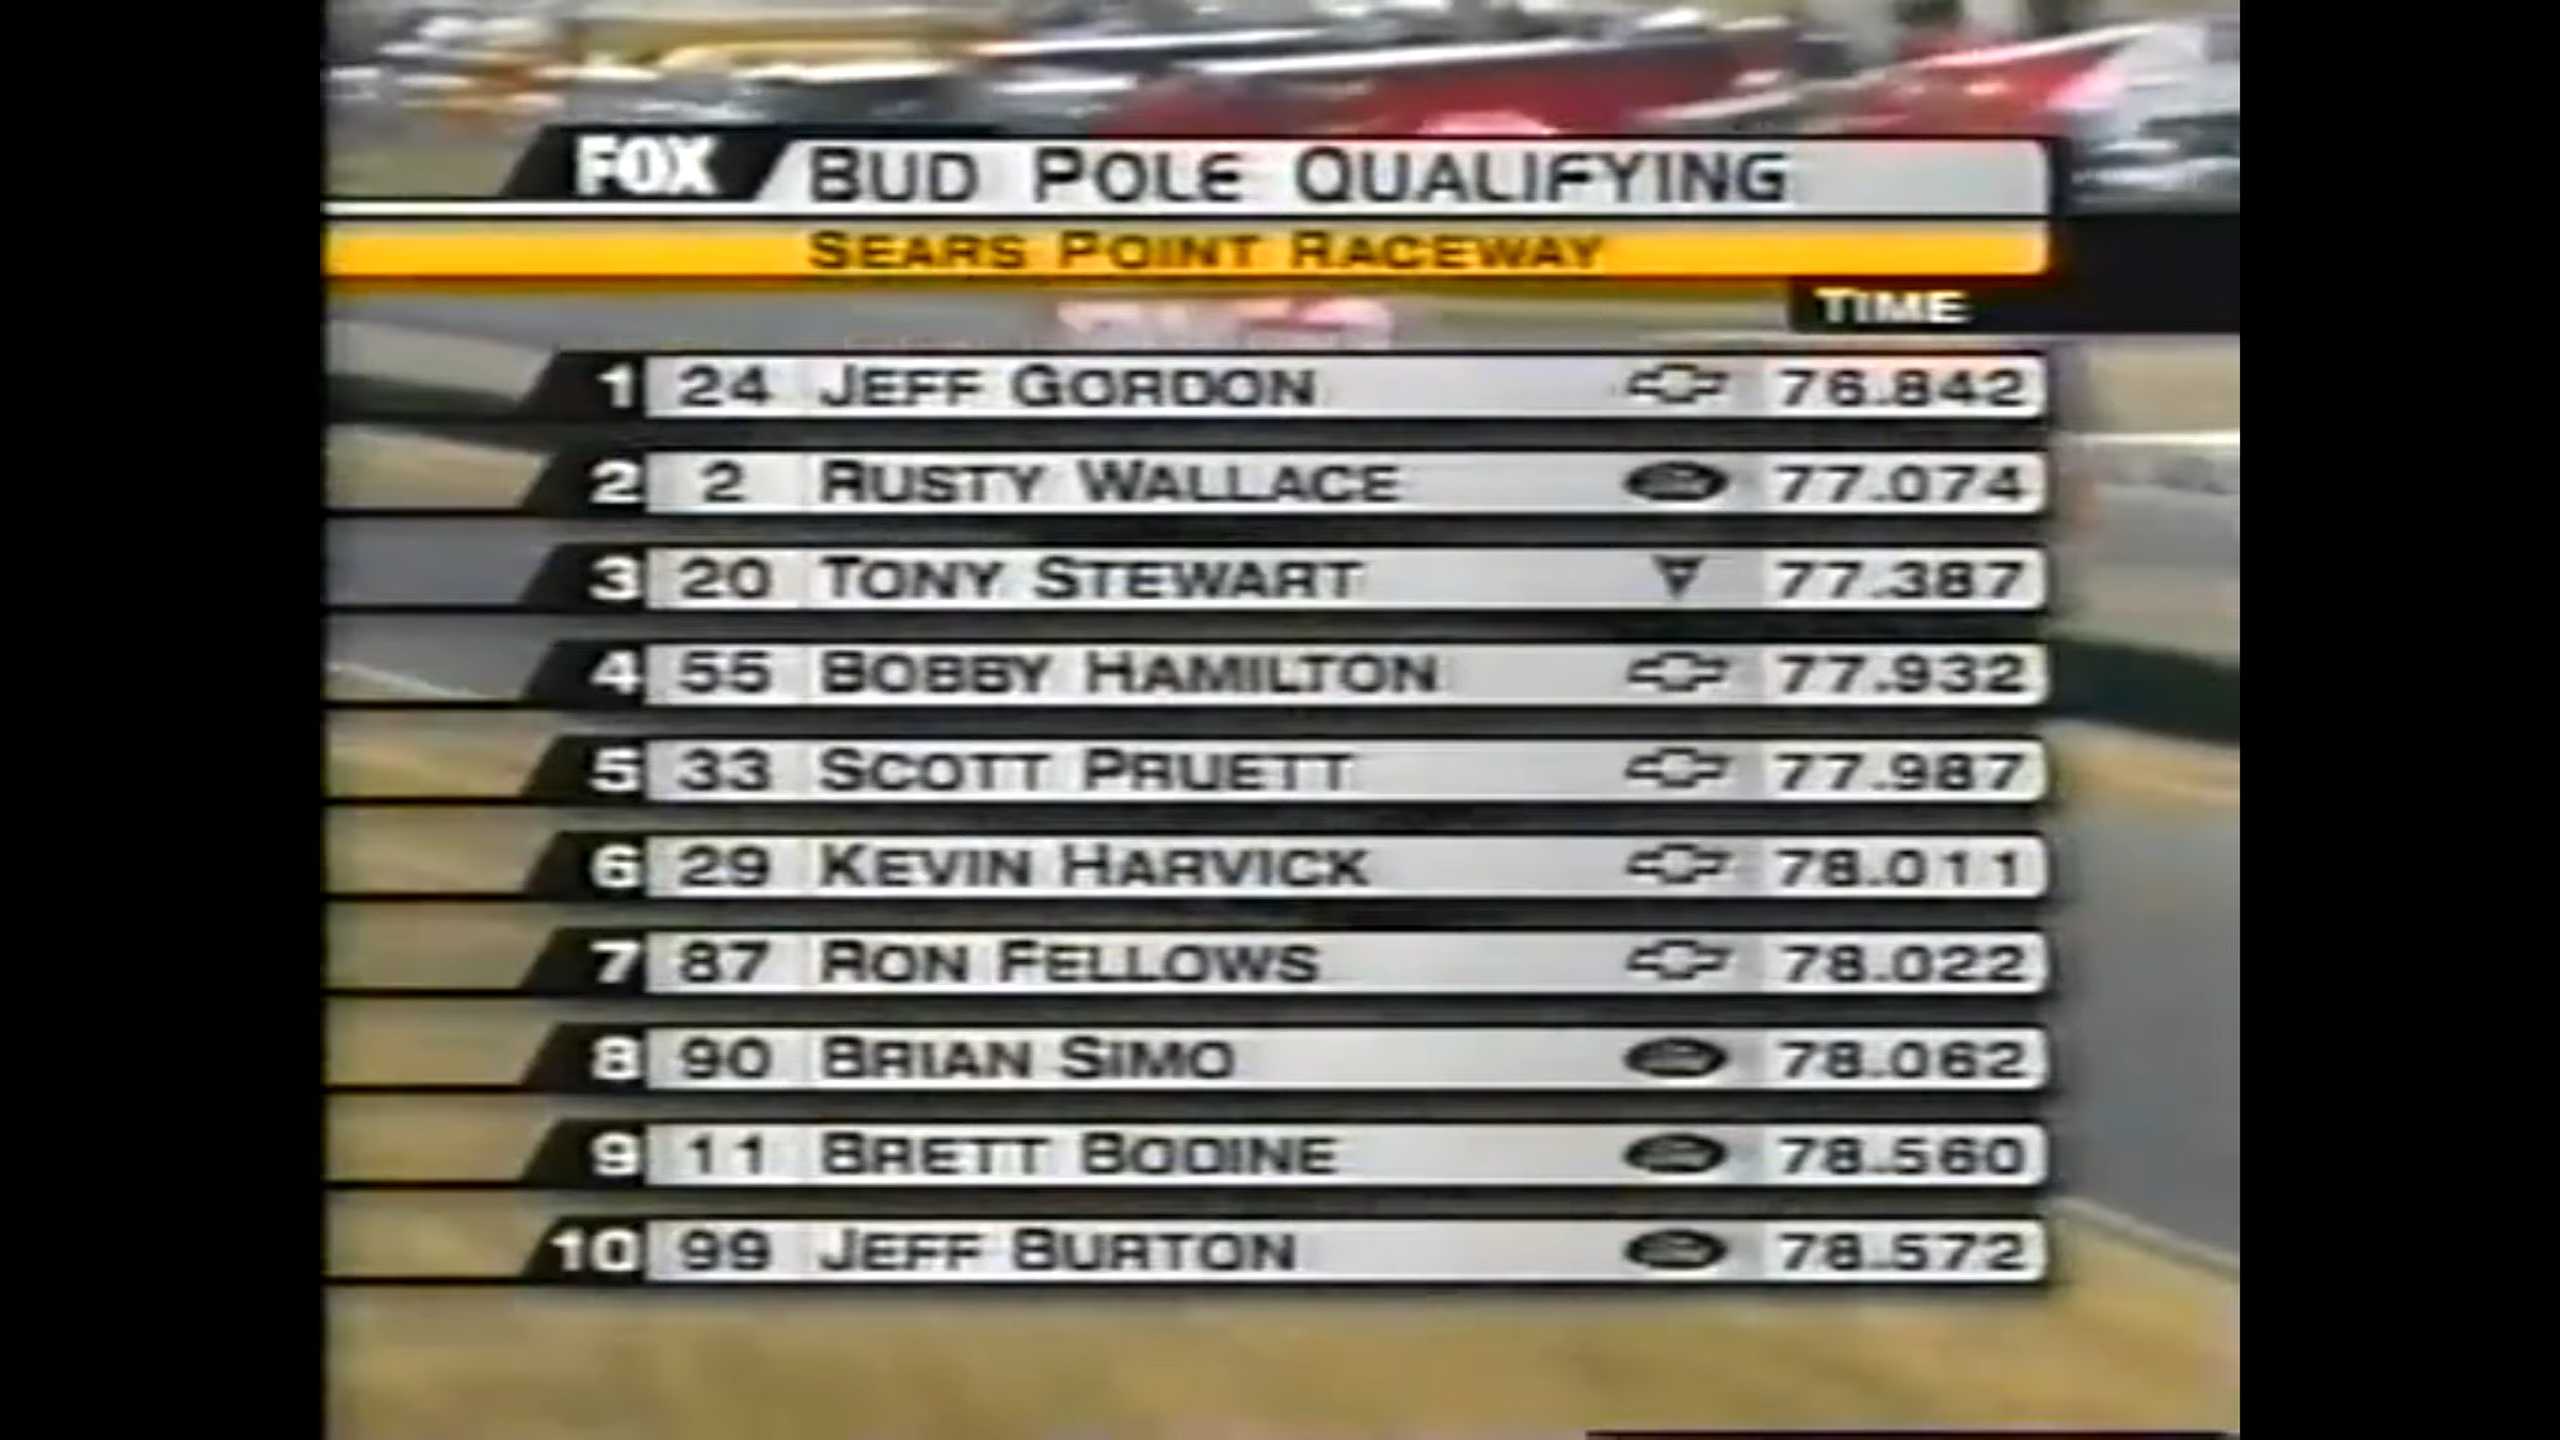 FOX BUD POLE QUALIFYING
SEARS POINT RACEWAY
TIME
1 24 JEFF GORDON 76.842
2 2 RUSTY WALLACE 77.074
3 20 TONY STEWART 77.387
4 55 BOBBY HAMILTON 77.932
5 33 SCOTT PRUETT 77.987
6 29 KEVIN HARVICK 78.011
7 87 RON FELLOWS 78.022
8 90 BRIAN SIMO 78.062
9 11 BRETT BODINE 78.560
10 99 JEFF BURTON 78.572